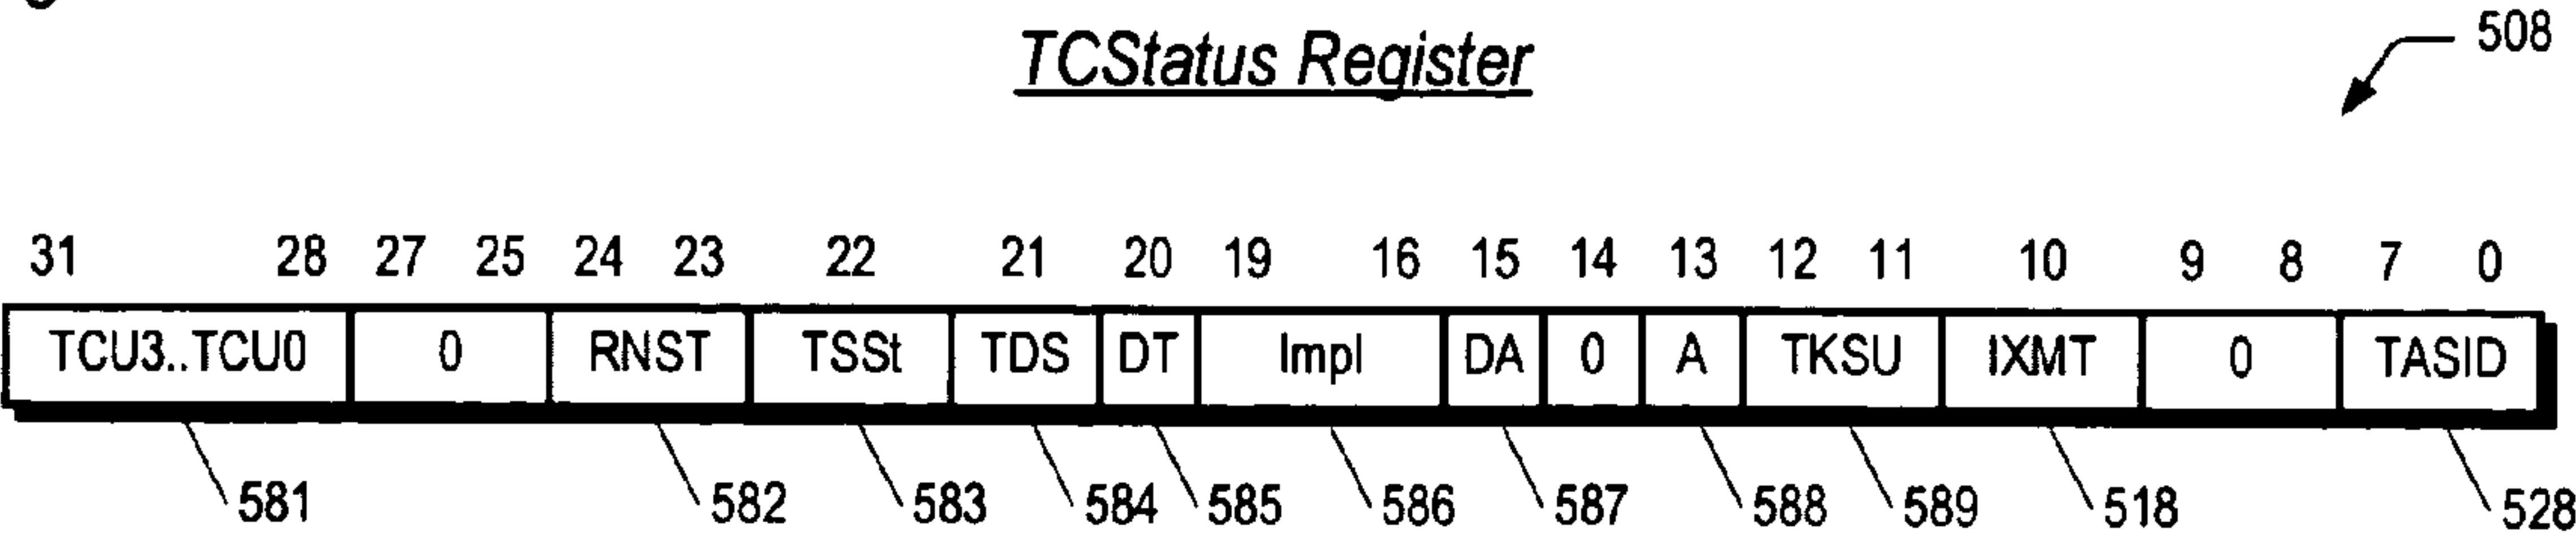 TCStatus Register
508
31 28 27 25 24 23 22 21 20 19 16 15 14 13 12 11 10 9 8 7 0
TCU3..TCU0 0 RNST TSSt TDS DT Impl DA 0 A TKSU IXMT 0 TASID
581 582 583 584 585 586 587 588 589 518 528